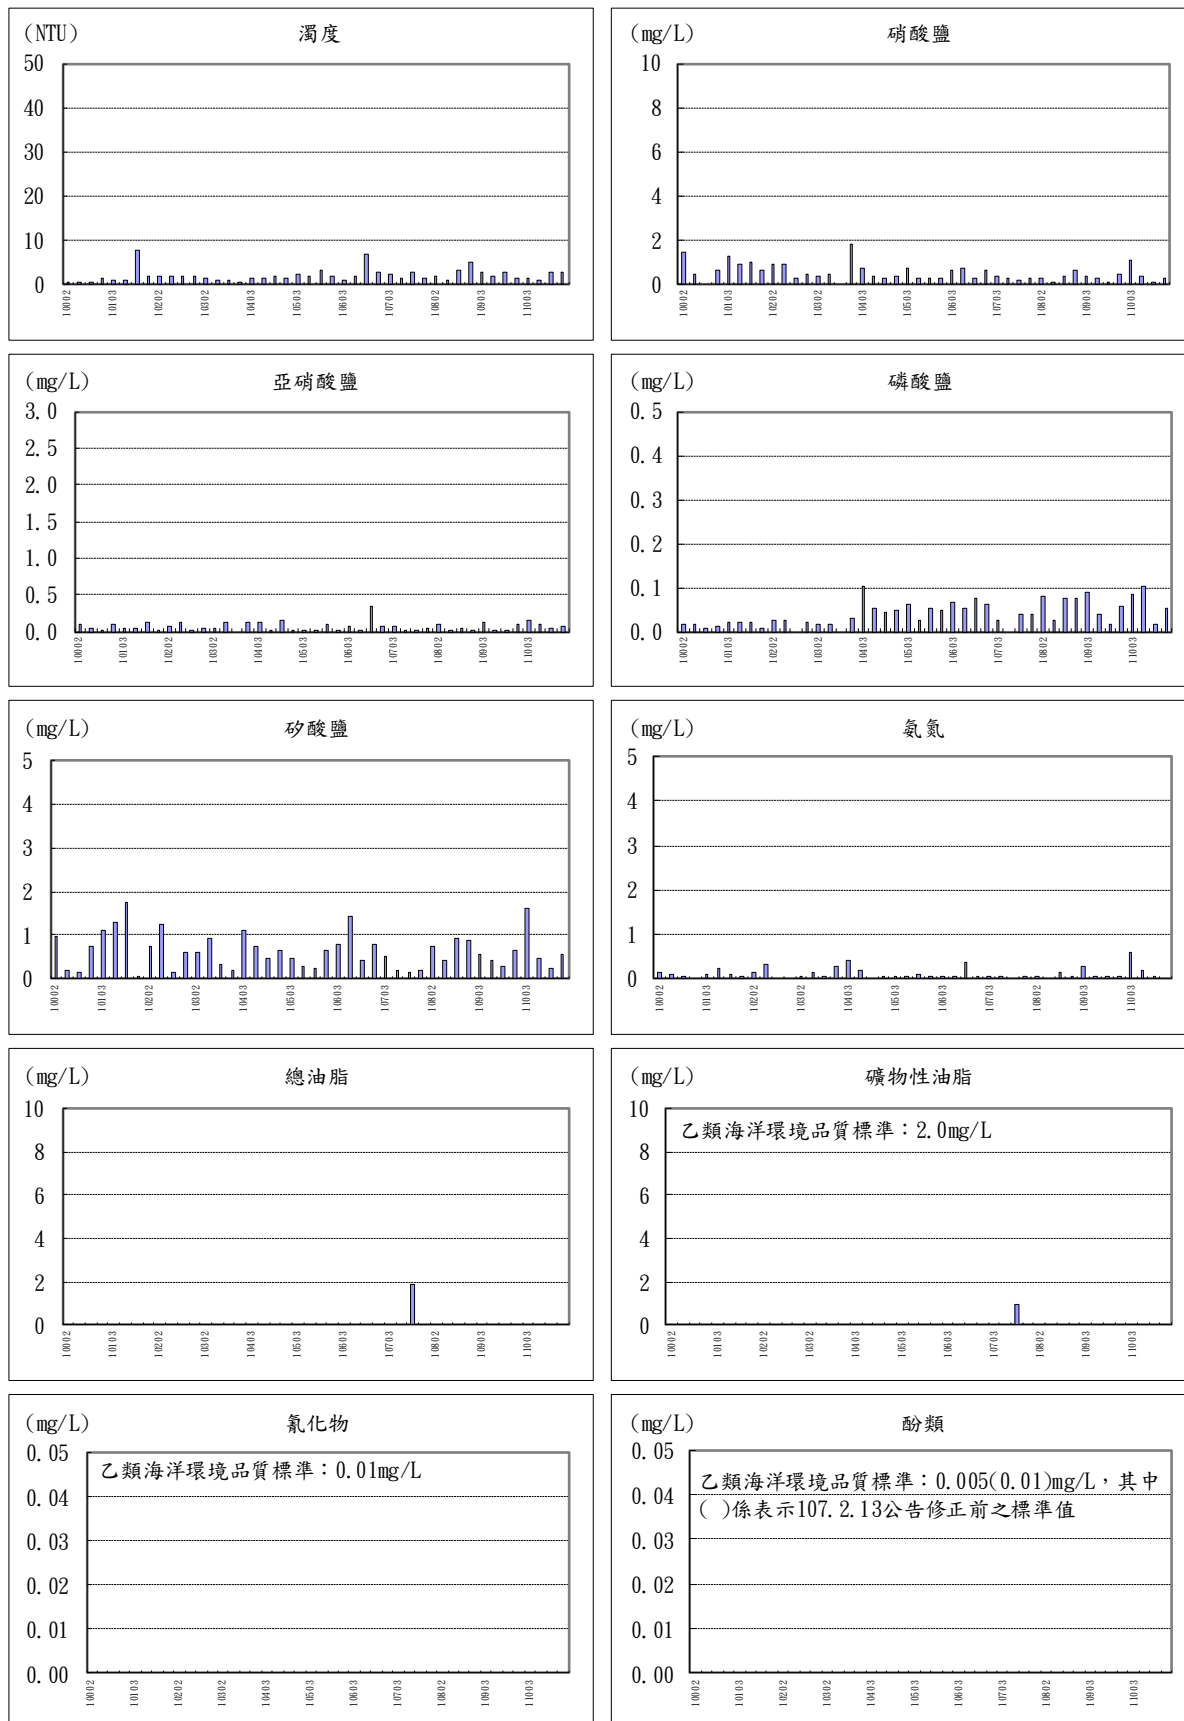 (NTU) 濁度
50
40
30
20
10
0
10002 10103 10202 10302 10403 10503 10603 10703 10802 10903 11003
(mg/L) 硝酸鹽
10
8
6
4
2
0
10002 10103 10202 10302 10403 10503 10603 10703 10802 10903 11003
(mg/L) 亞硝酸鹽
3.0
2.5
2.0
1.5
1.0
0.5
0.0
10002 10103 10202 10302 10403 10503 10603 10703 10802 10903 11003
(mg/L) 磷酸鹽
0.5
0.4
0.3
0.2
0.1
0.0
10002 10103 10202 10302 10403 10503 10603 10703 10802 10903 11003
(mg/L) 矽酸鹽
5
4
3
2
1
0
10002 10103 10202 10302 10403 10503 10603 10703 10802 10903 11003
(mg/L) 氨氮
5
4
3
2
1
0
10002 10103 10202 10302 10403 10503 10603 10703 10802 10903 11003
(mg/L) 總油脂
10
8
6
4
2
0
10002 10103 10202 10302 10403 10503 10603 10703 10802 10903 11003
(mg/L) 礦物性油脂
10
乙類海洋環境品質標準：2.0mg/L
8
6
4
2
0
10002 10103 10202 10302 10403 10503 10603 10703 10802 10903 11003
(mg/L) 氰化物
0.05
乙類海洋環境品質標準：0.01mg/L
0.04
0.03
0.02
0.01
0.00
10002 10103 10202 10302 10403 10503 10603 10703 10802 10903 11003
(mg/L) 酚類
0.05
乙類海洋環境品質標準：0.005(0.01)mg/L，其中
0.04
( )係表示107.2.13公告修正前之標準值
0.03
0.02
0.01
0.00
10002 10103 10202 10302 10403 10503 10603 10703 10802 10903 11003